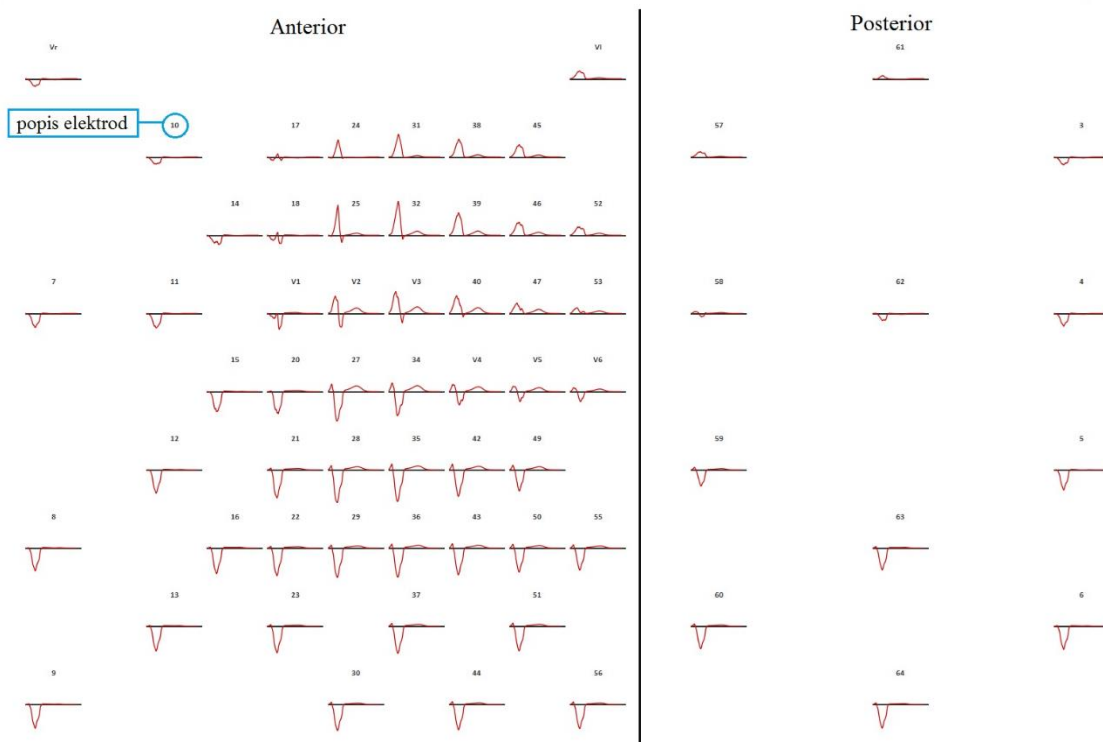 Anterior Posterior
Vr Vl 61
popis elektrod 10 17 24 31 38 45 57 3
14 18 25 32 39 46 52
7 11 V1 V2 V3 40 47 53 58 62 4
15 20 27 34 V4 V5 V6
12 21 28 35 42 49 59 5
8 16 22 29 36 43 50 55 63
13 23 37 51 60 6
9 30 44 56 64